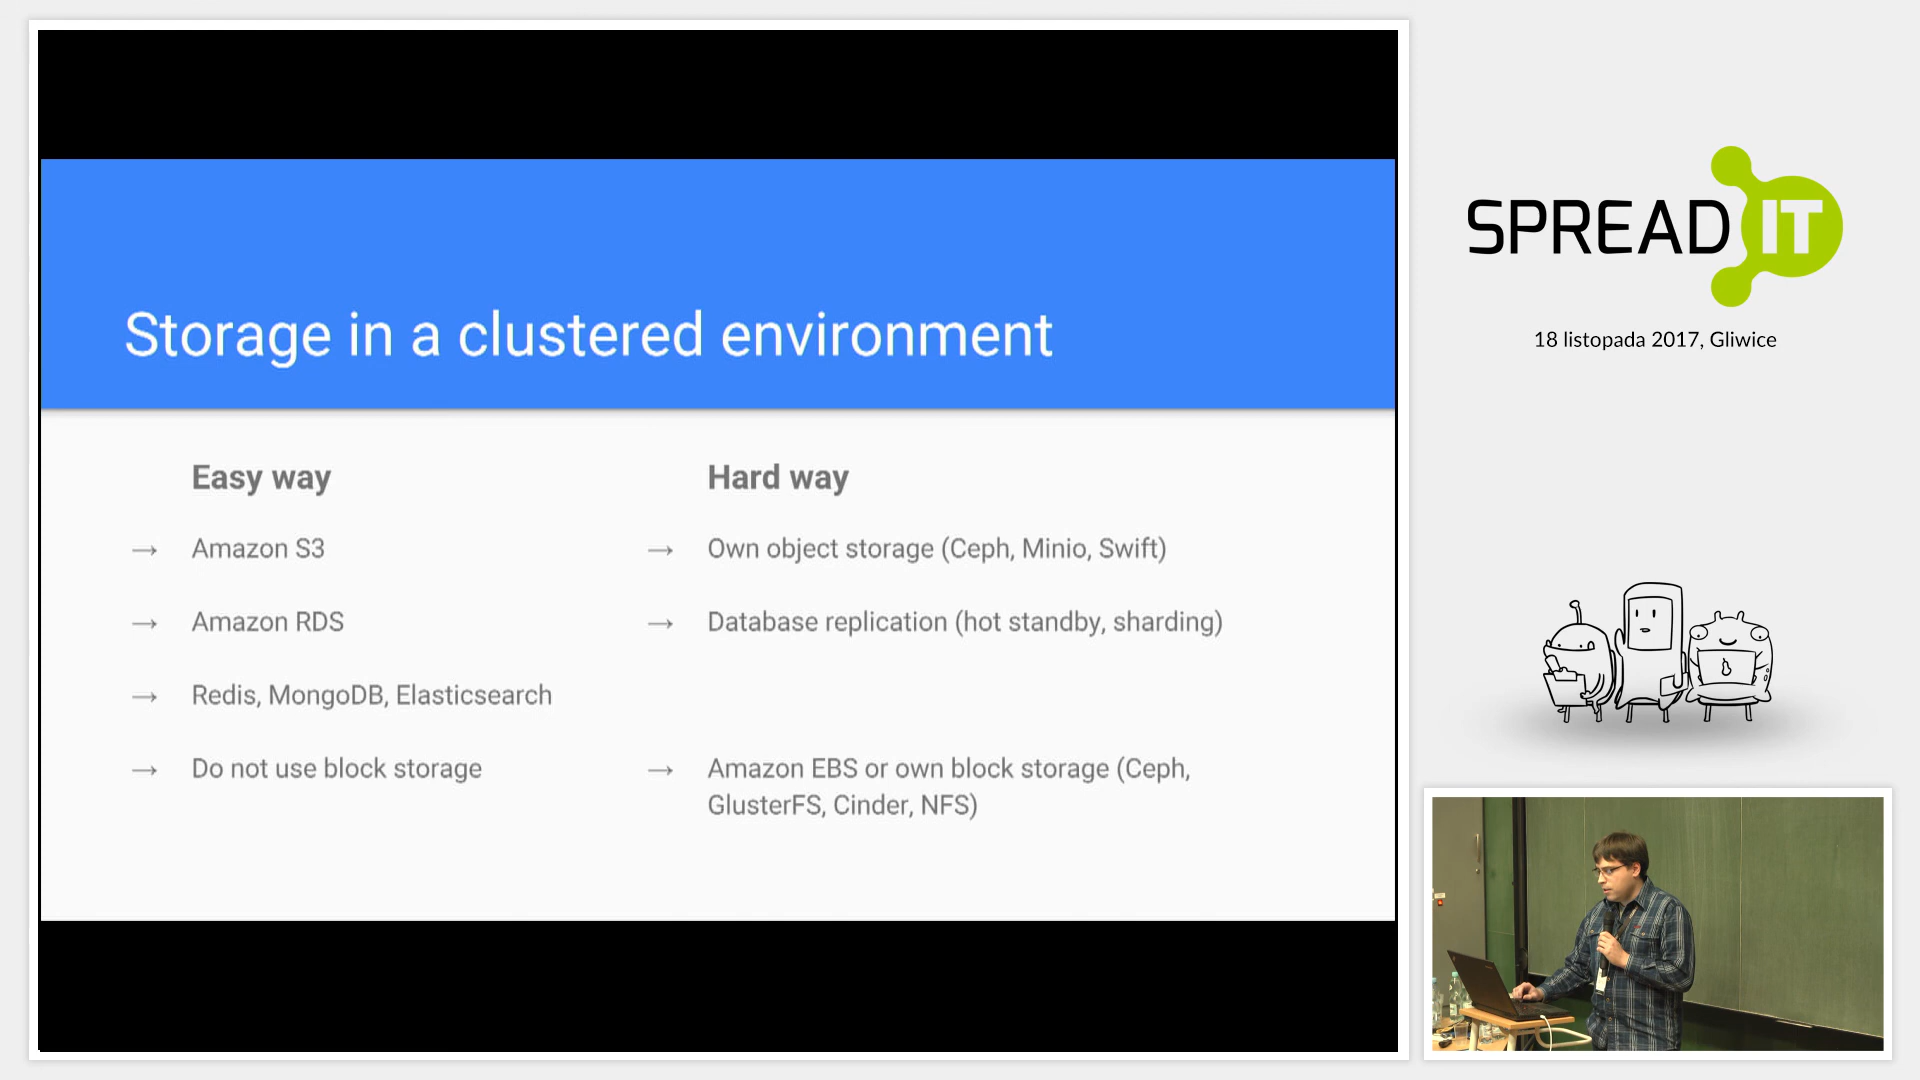 Storage in a clustered environment
Easy way
→ Amazon S3
→ Amazon RDS
→ Redis, MongoDB, Elasticsearch
→ Do not use block storage
Hard way
→ Own object storage (Ceph, Minio, Swift)
→ Database replication (hot standby, sharding)
→ Amazon EBS or own block storage (Ceph,
GlusterFS, Cinder, NFS)
SPREAD IT
18 listopada 2017, Gliwice